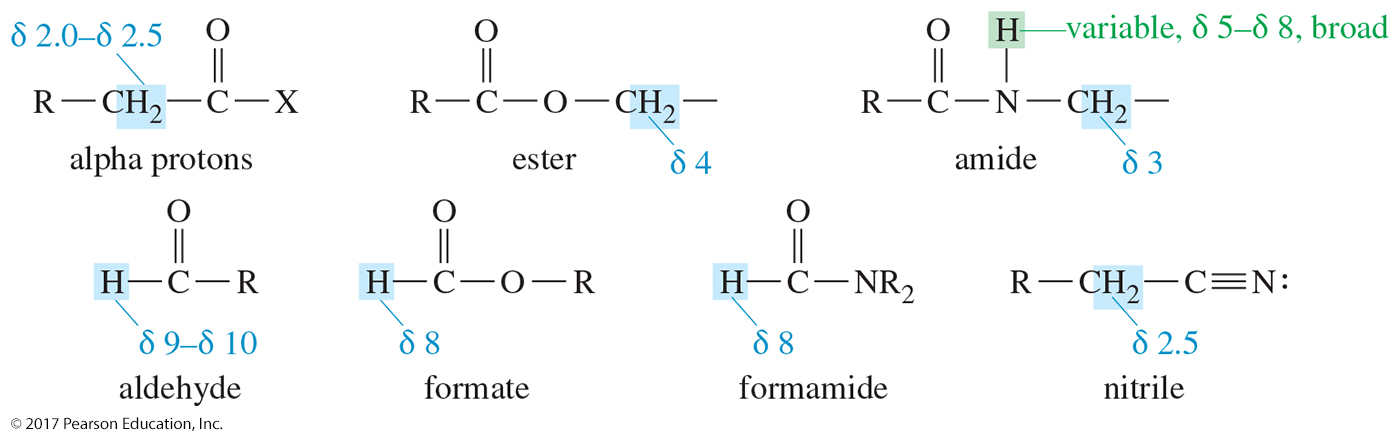 δ 2.0–δ 2.5 O
R—CH₂—C—X
alpha protons
O
R—C—O—CH₂—
δ 4
ester
O H variable, δ 5–δ 8, broad
R—C—N—CH₂—
δ 3
amide
O
H—C—R
δ 9–δ 10
aldehyde
O
H—C—O—R
δ 8
formate
O
H—C—NR₂
δ 8
formamide
R—CH₂—C≡N:
δ 2.5
nitrile
© 2017 Pearson Education, Inc.